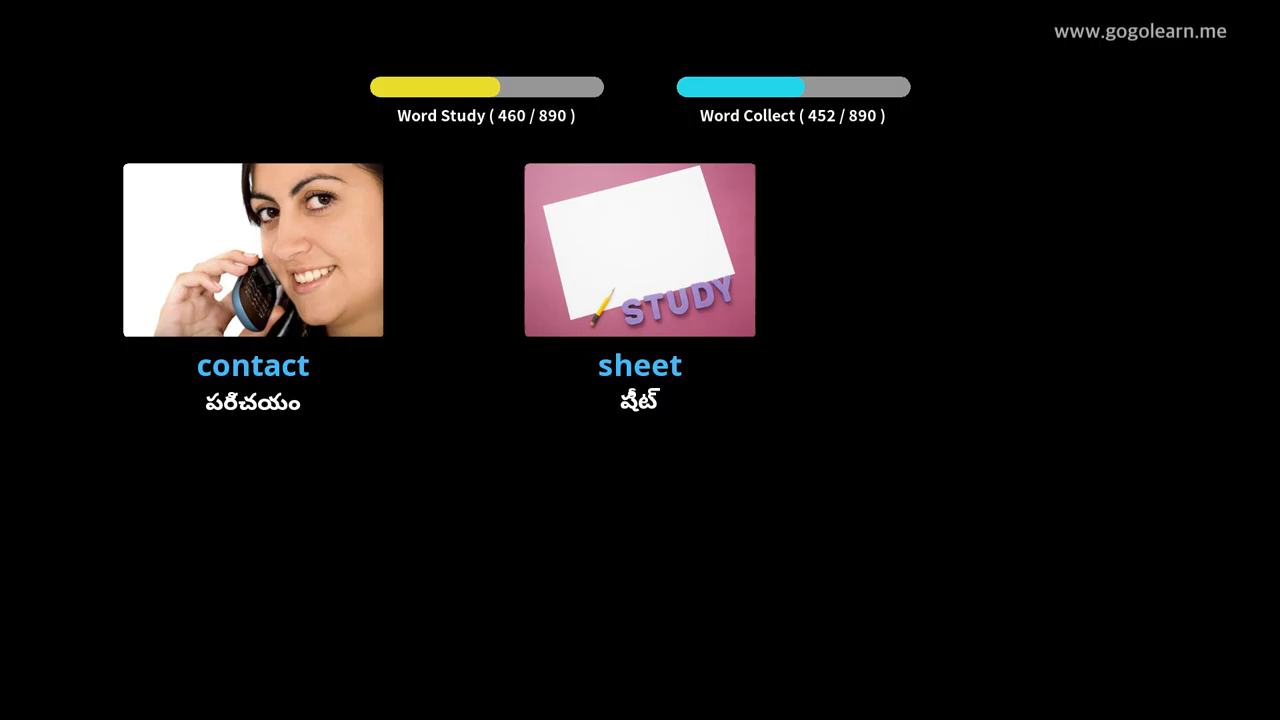 www.gogolearn.me
Word Study ( 460 / 890 )
Word Collect ( 452 / 890 )
STUDY
contact
పరిచయం
sheet
షీట్